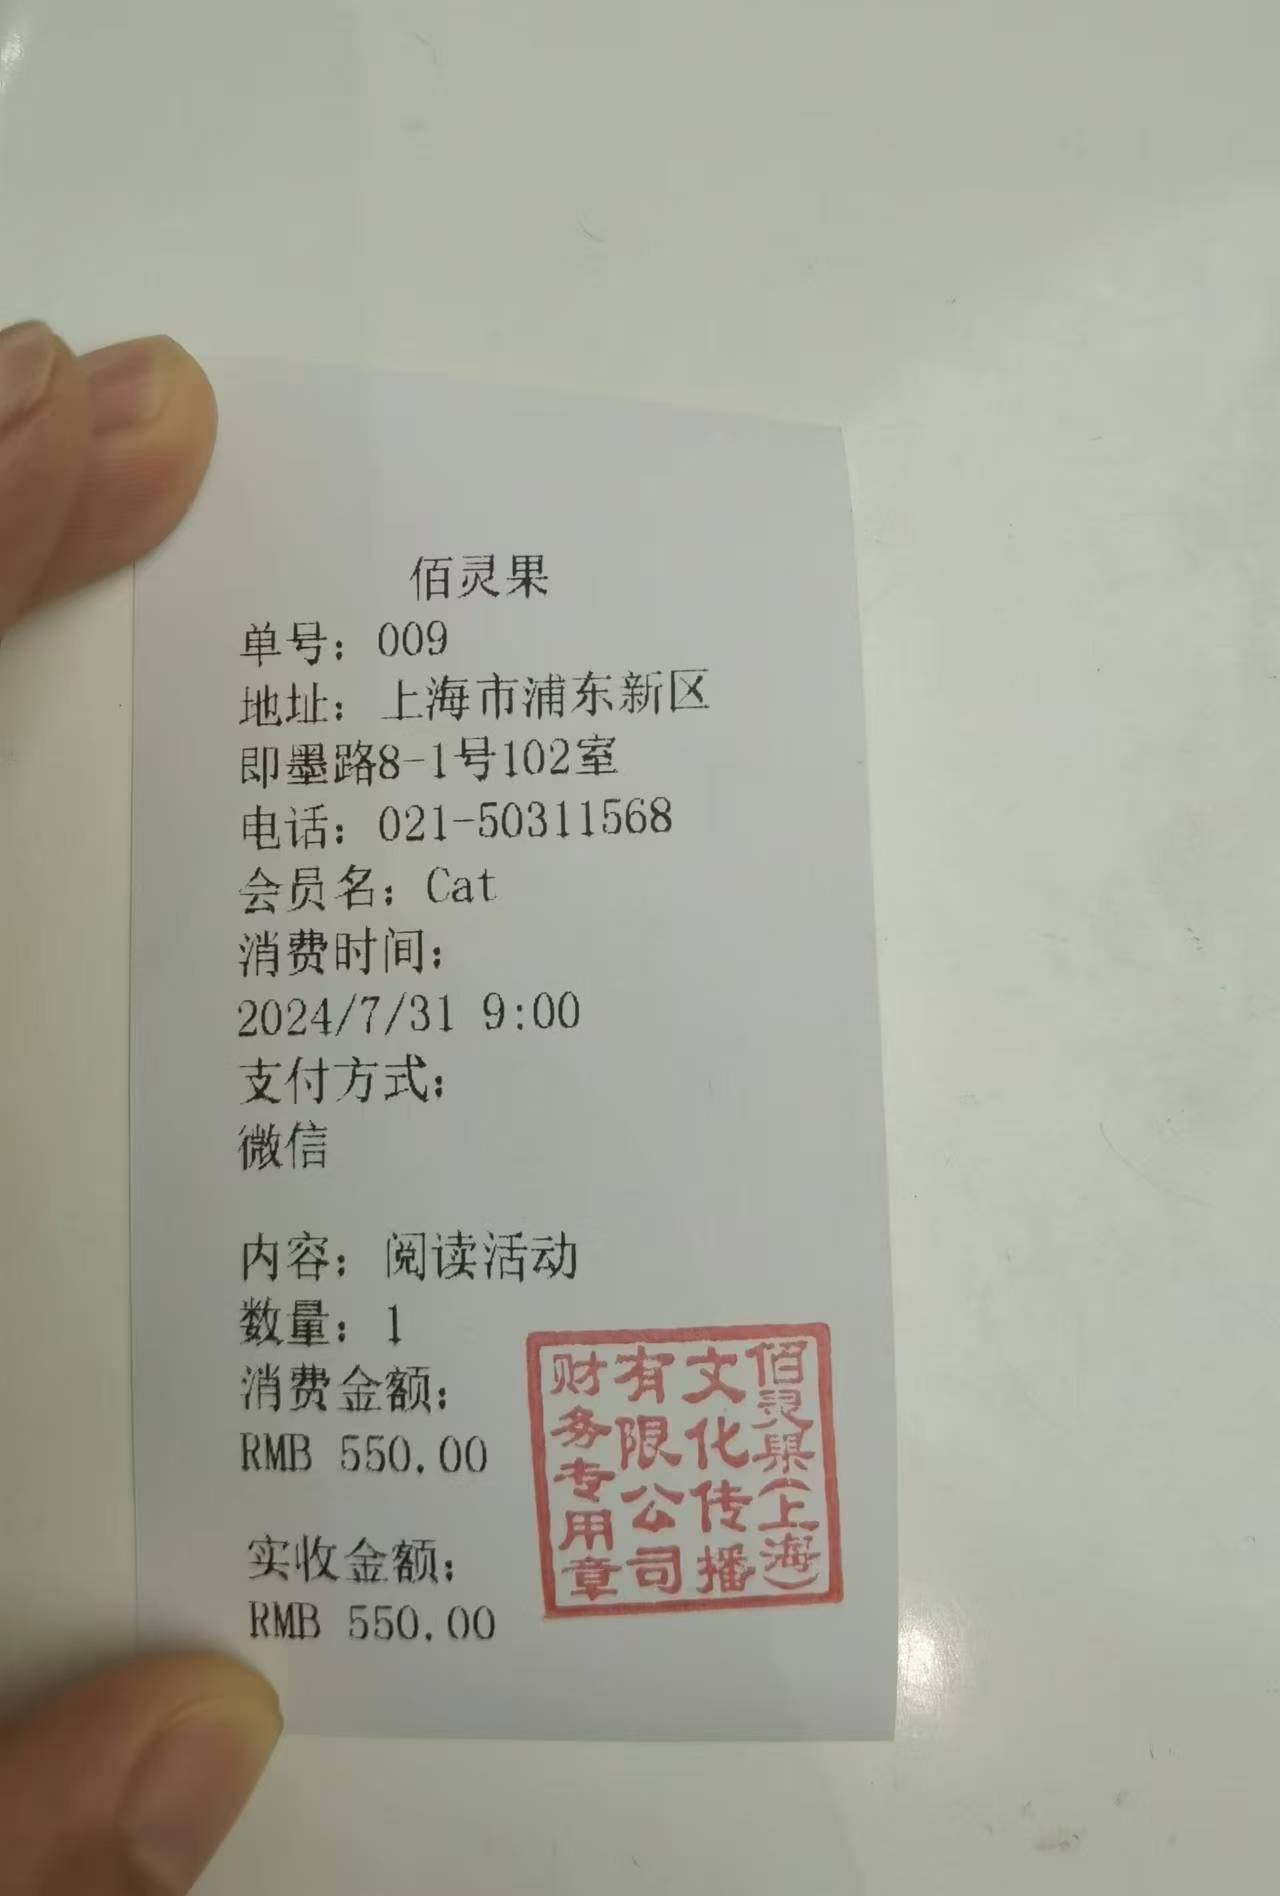 佰灵果
单号：009
地址：上海市浦东新区
即墨路8-1号102室
电话：021-50311568
会员名：Cat
消费时间：
2024/7/31 9:00
支付方式：
微信
内容：阅读活动
数量：1
消费金额：
RMB 550.00
实收金额：
RMB 550.00
佰灵果(上海)
文化传播
有限公司
财务专用章